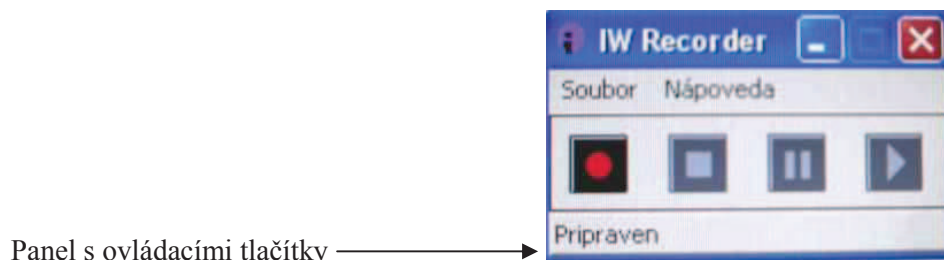 IW Recorder
Soubor Nápoveda
Pripraven
Panel s ovládacími tlačítky